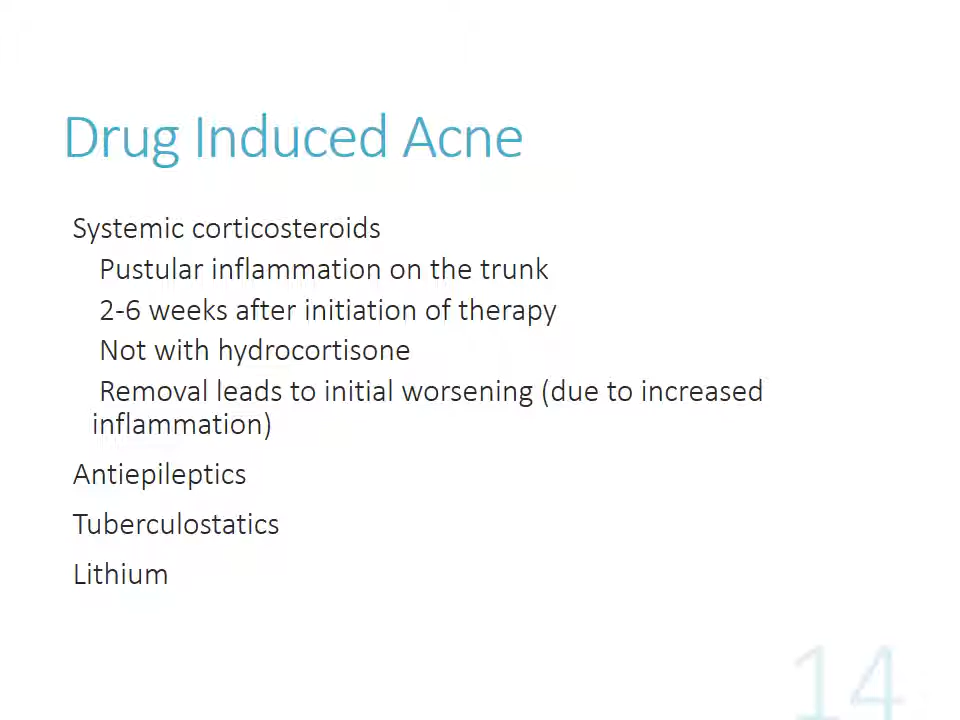 Drug Induced Acne
Systemic corticosteroids
Pustular inflammation on the trunk
2-6 weeks after initiation of therapy
Not with hydrocortisone
Removal leads to initial worsening (due to increased
inflammation)
Antiepileptics
Tuberculostatics
Lithium
14